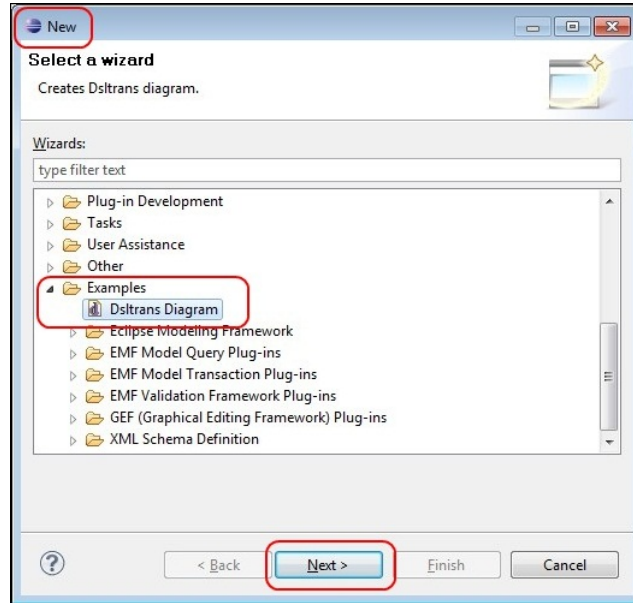 New
Select a wizard
Creates Dsltrans diagram.
Wizards:
type filter text
Plug-in Development
Tasks
User Assistance
Other
Examples
Dsltrans Diagram
Eclipse Modeling Framework
EMF Model Query Plug-ins
EMF Model Transaction Plug-ins
EMF Validation Framework Plug-ins
GEF (Graphical Editing Framework) Plug-ins
XML Schema Definition
? < Back Next > Finish Cancel